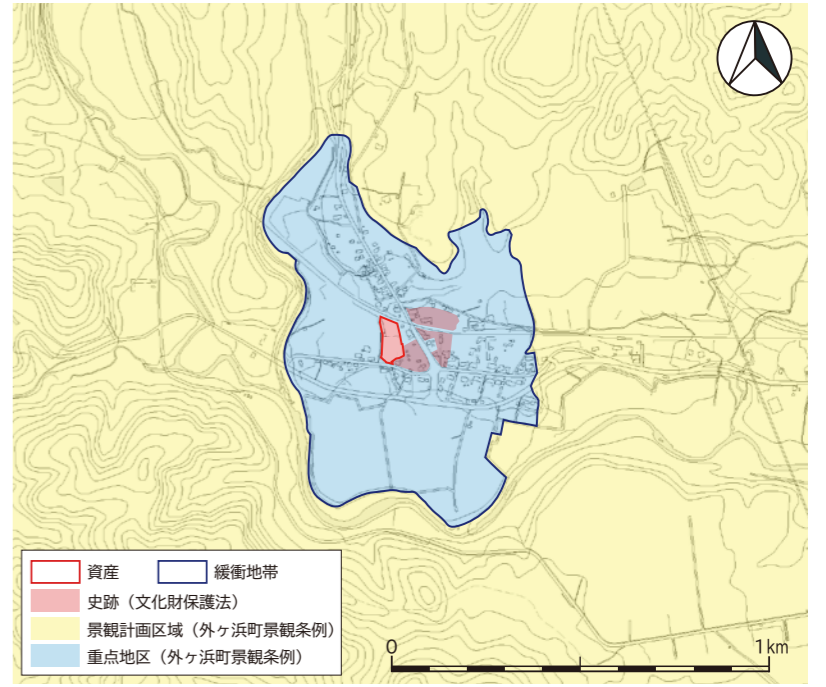 資産 緩衝地帯
史跡（文化財保護法）
景観計画区域（外ヶ浜町景観条例）
重点地区（外ヶ浜町景観条例）
0 1km